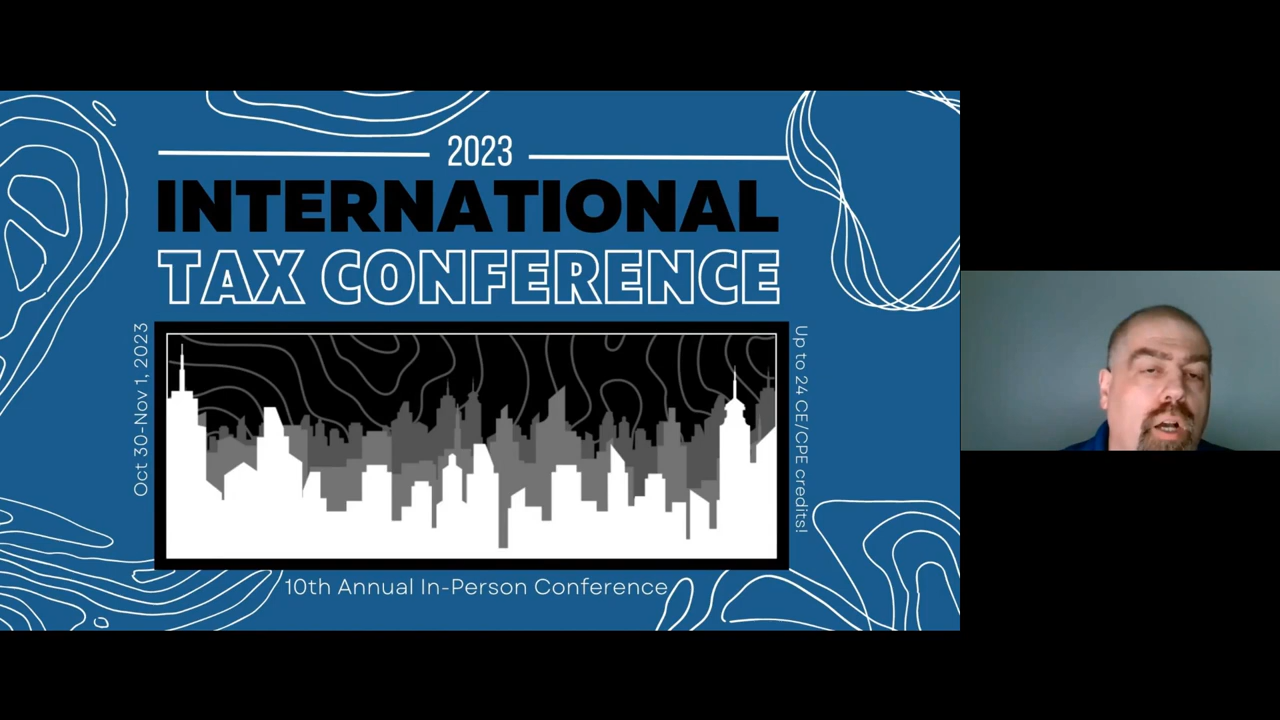 2023
INTERNATIONAL
TAX CONFERENCE
Oct 30-Nov 1, 2023
Up to 24 CE/CPE credits!
10th Annual In-Person Conference